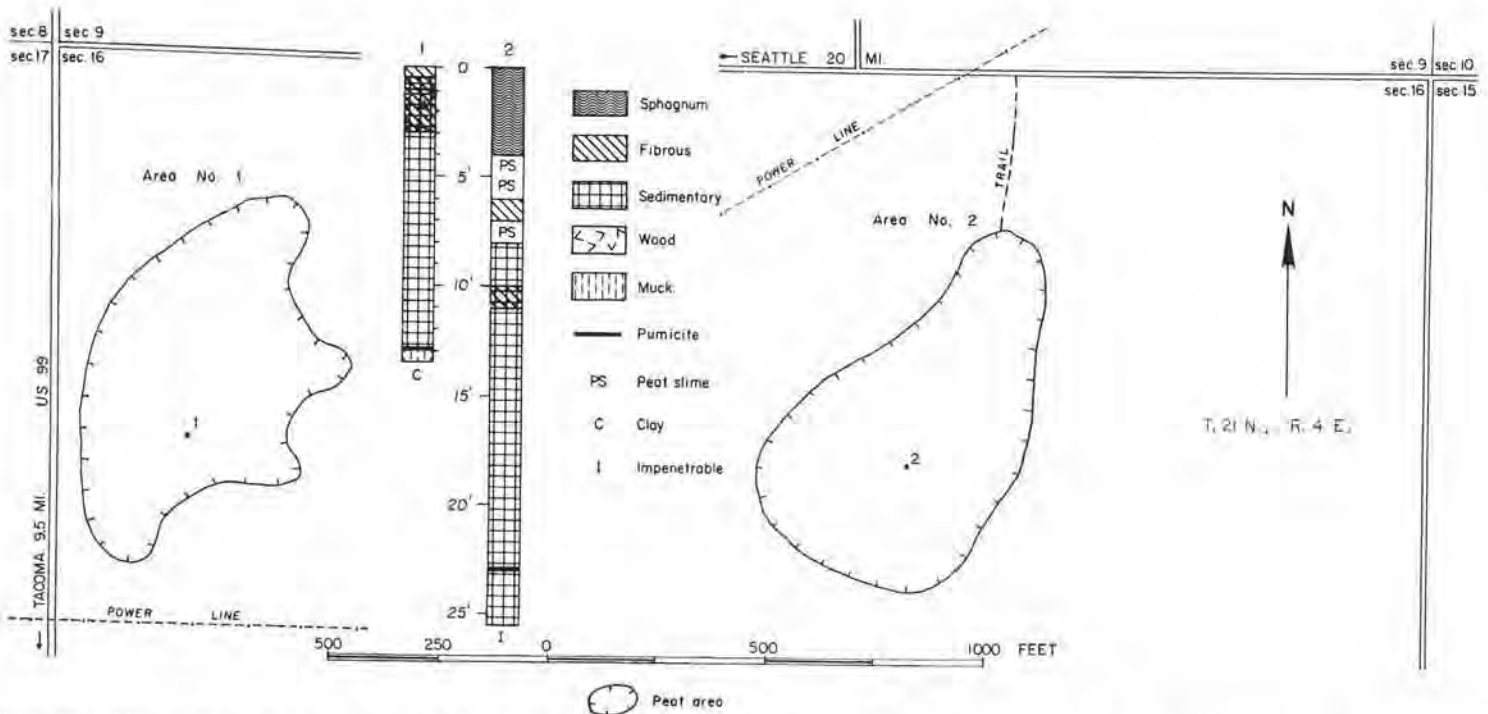 sec. 8 sec. 9
sec. 17 sec. 16
Area No. 1
1
US 99
TACOMA 9.5 MI.
POWER LINE
1 2
0
5'
10'
15'
20'
25'
PS
PS
PS
C
I
Sphagnum
Fibrous
Sedimentary
Wood
Muck
Pumicite
PS Peat slime
C Clay
I Impenetrable
SEATTLE 20 MI.
POWER LINE
TRAIL
Area No. 2
2
sec. 9 sec. 10
sec. 16 sec. 15
N
T. 21 N., R. 4 E.
500 250 0 500 1000 FEET
Peat area